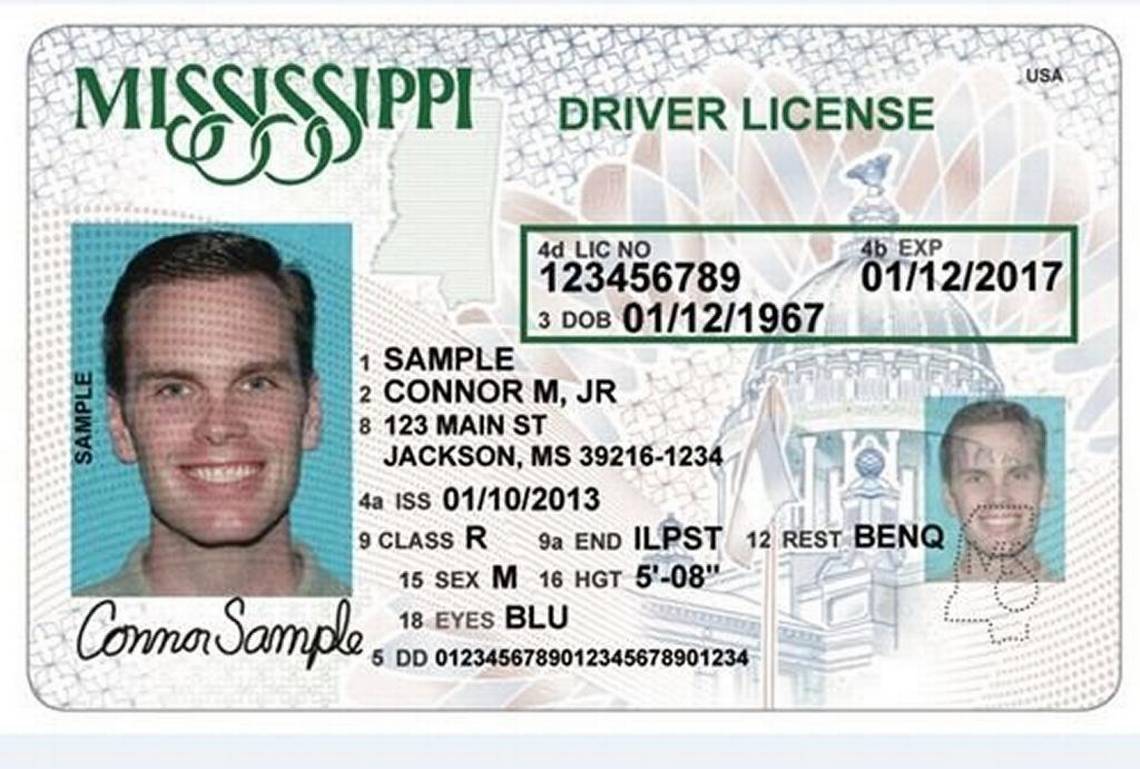 MISSISSIPPI
DRIVER LICENSE
USA
4d LIC NO 4b EXP
123456789 01/12/2017
3 DOB 01/12/1967
1 SAMPLE
2 CONNOR M, JR
8 123 MAIN ST
JACKSON, MS 39216-1234
4a ISS 01/10/2013
9 CLASS R 9a END ILPST 12 REST BENQ
15 SEX M 16 HGT 5'-08"
18 EYES BLU
5 DD 0123456789012345678901234
SAMPLE
Connor Sample